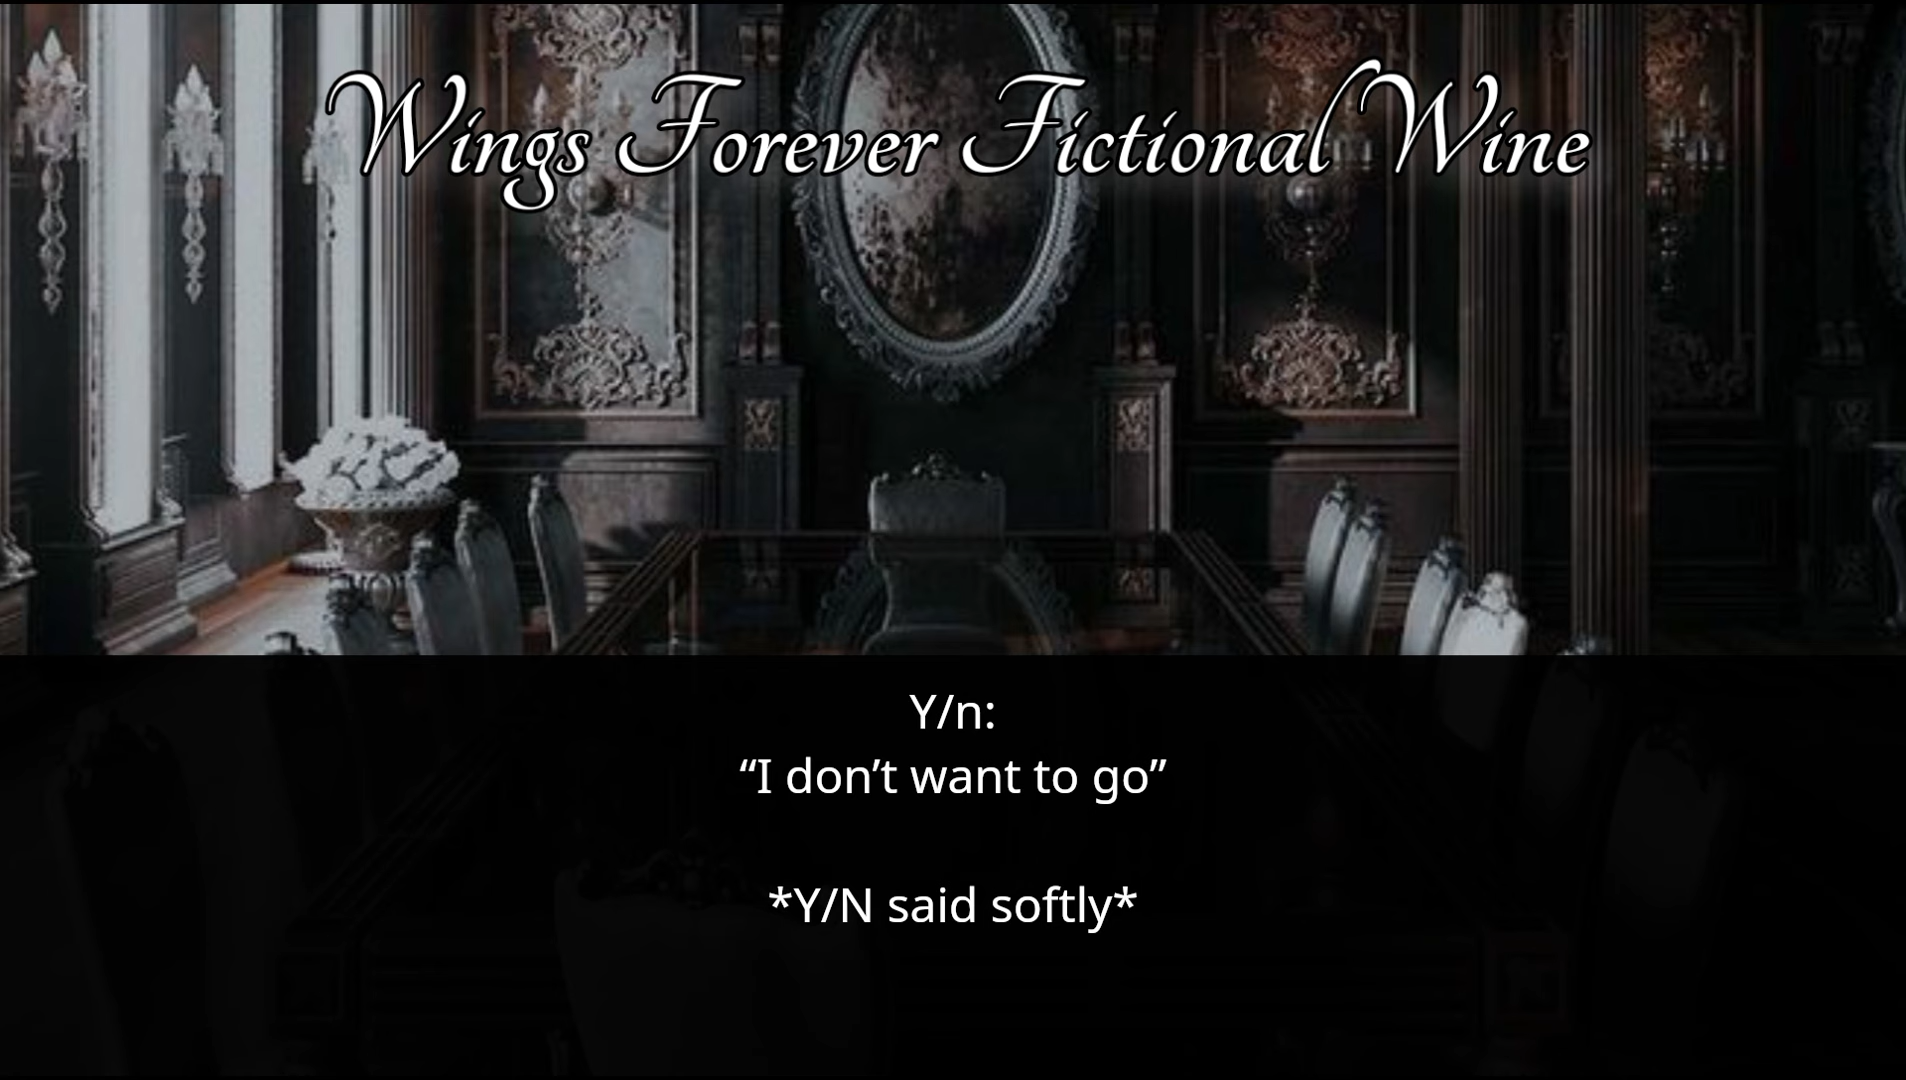 Wings Forever Fictional Wine
Y/n:
“I don’t want to go”
*Y/N said softly*